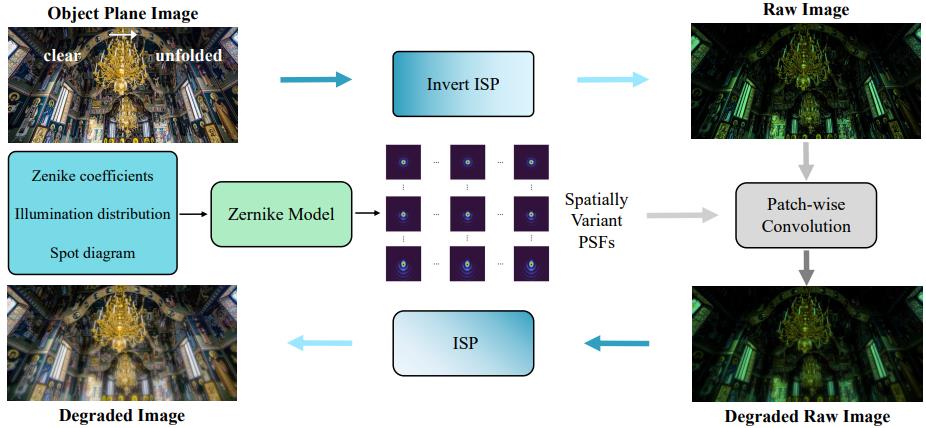 Object Plane Image
Raw Image
clear
unfolded
Invert ISP
Zenike coefficients
Illumination distribution
Spot diagram
Zernike Model
...
Spatially
Variant
PSFs
Patch-wise
Convolution
ISP
Degraded Image
Degraded Raw Image